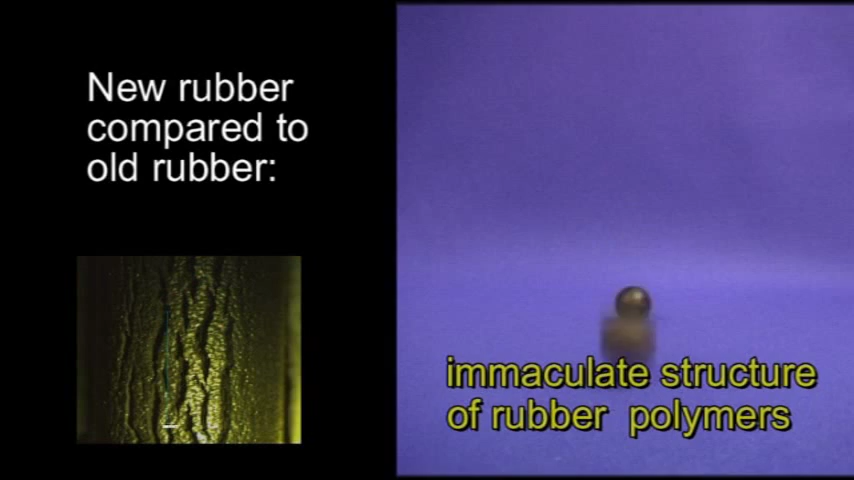 New rubber
compared to
old rubber:
immaculate structure
of rubber  polymers